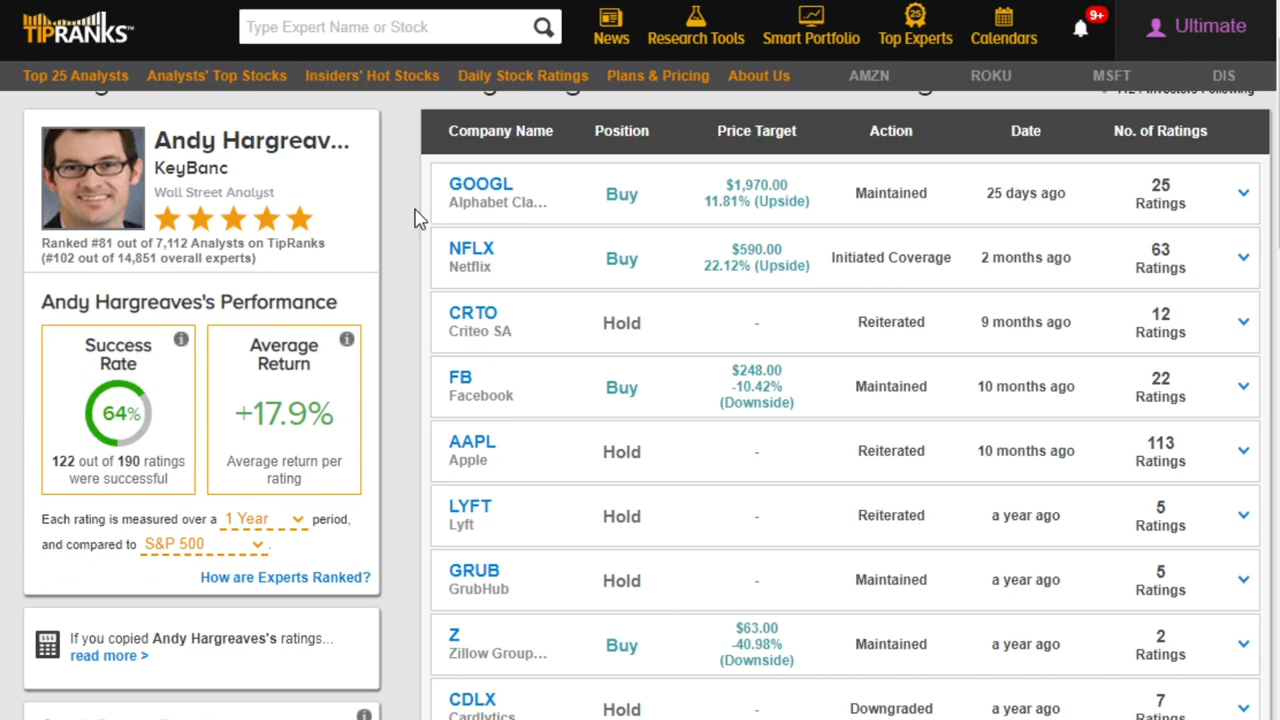 TIPRANKS™
Type Expert Name or Stock
News
Research Tools
Smart Portfolio
25
Top Experts
Calendars
9+
Ultimate
Top 25 Analysts
Analysts' Top Stocks
Insiders' Hot Stocks
Daily Stock Ratings
Plans & Pricing
About Us
AMZN
ROKU
MSFT
DIS
Andy Hargreav...
KeyBanc
Wall Street Analyst
Ranked #81 out of 7,112 Analysts on TipRanks
(#102 out of 14,851 overall experts)
Andy Hargreaves's Performance
Success
Rate
64%
122 out of 190 ratings
were successful
Average
Return
+17.9%
Average return per
rating
Each rating is measured over a 1 Year period,
and compared to S&P 500 .
How are Experts Ranked?
If you copied Andy Hargreaves's ratings...
read more >
Company Name Position Price Target Action Date No. of Ratings
GOOGL
Alphabet Cla...
Buy
$1,970.00
11.81% (Upside)
Maintained
25 days ago
25
Ratings
NFLX
Netflix
Buy
$590.00
22.12% (Upside)
Initiated Coverage
2 months ago
63
Ratings
CRTO
Criteo SA
Hold
-
Reiterated
9 months ago
12
Ratings
FB
Facebook
Buy
$248.00
-10.42%
(Downside)
Maintained
10 months ago
22
Ratings
AAPL
Apple
Hold
-
Reiterated
10 months ago
113
Ratings
LYFT
Lyft
Hold
-
Reiterated
a year ago
5
Ratings
GRUB
GrubHub
Hold
-
Maintained
a year ago
5
Ratings
Z
Zillow Group...
Buy
$63.00
-40.98%
(Downside)
Maintained
a year ago
2
Ratings
CDLX
Cardlytics
Hold
-
Downgraded
a year ago
7
Ratings